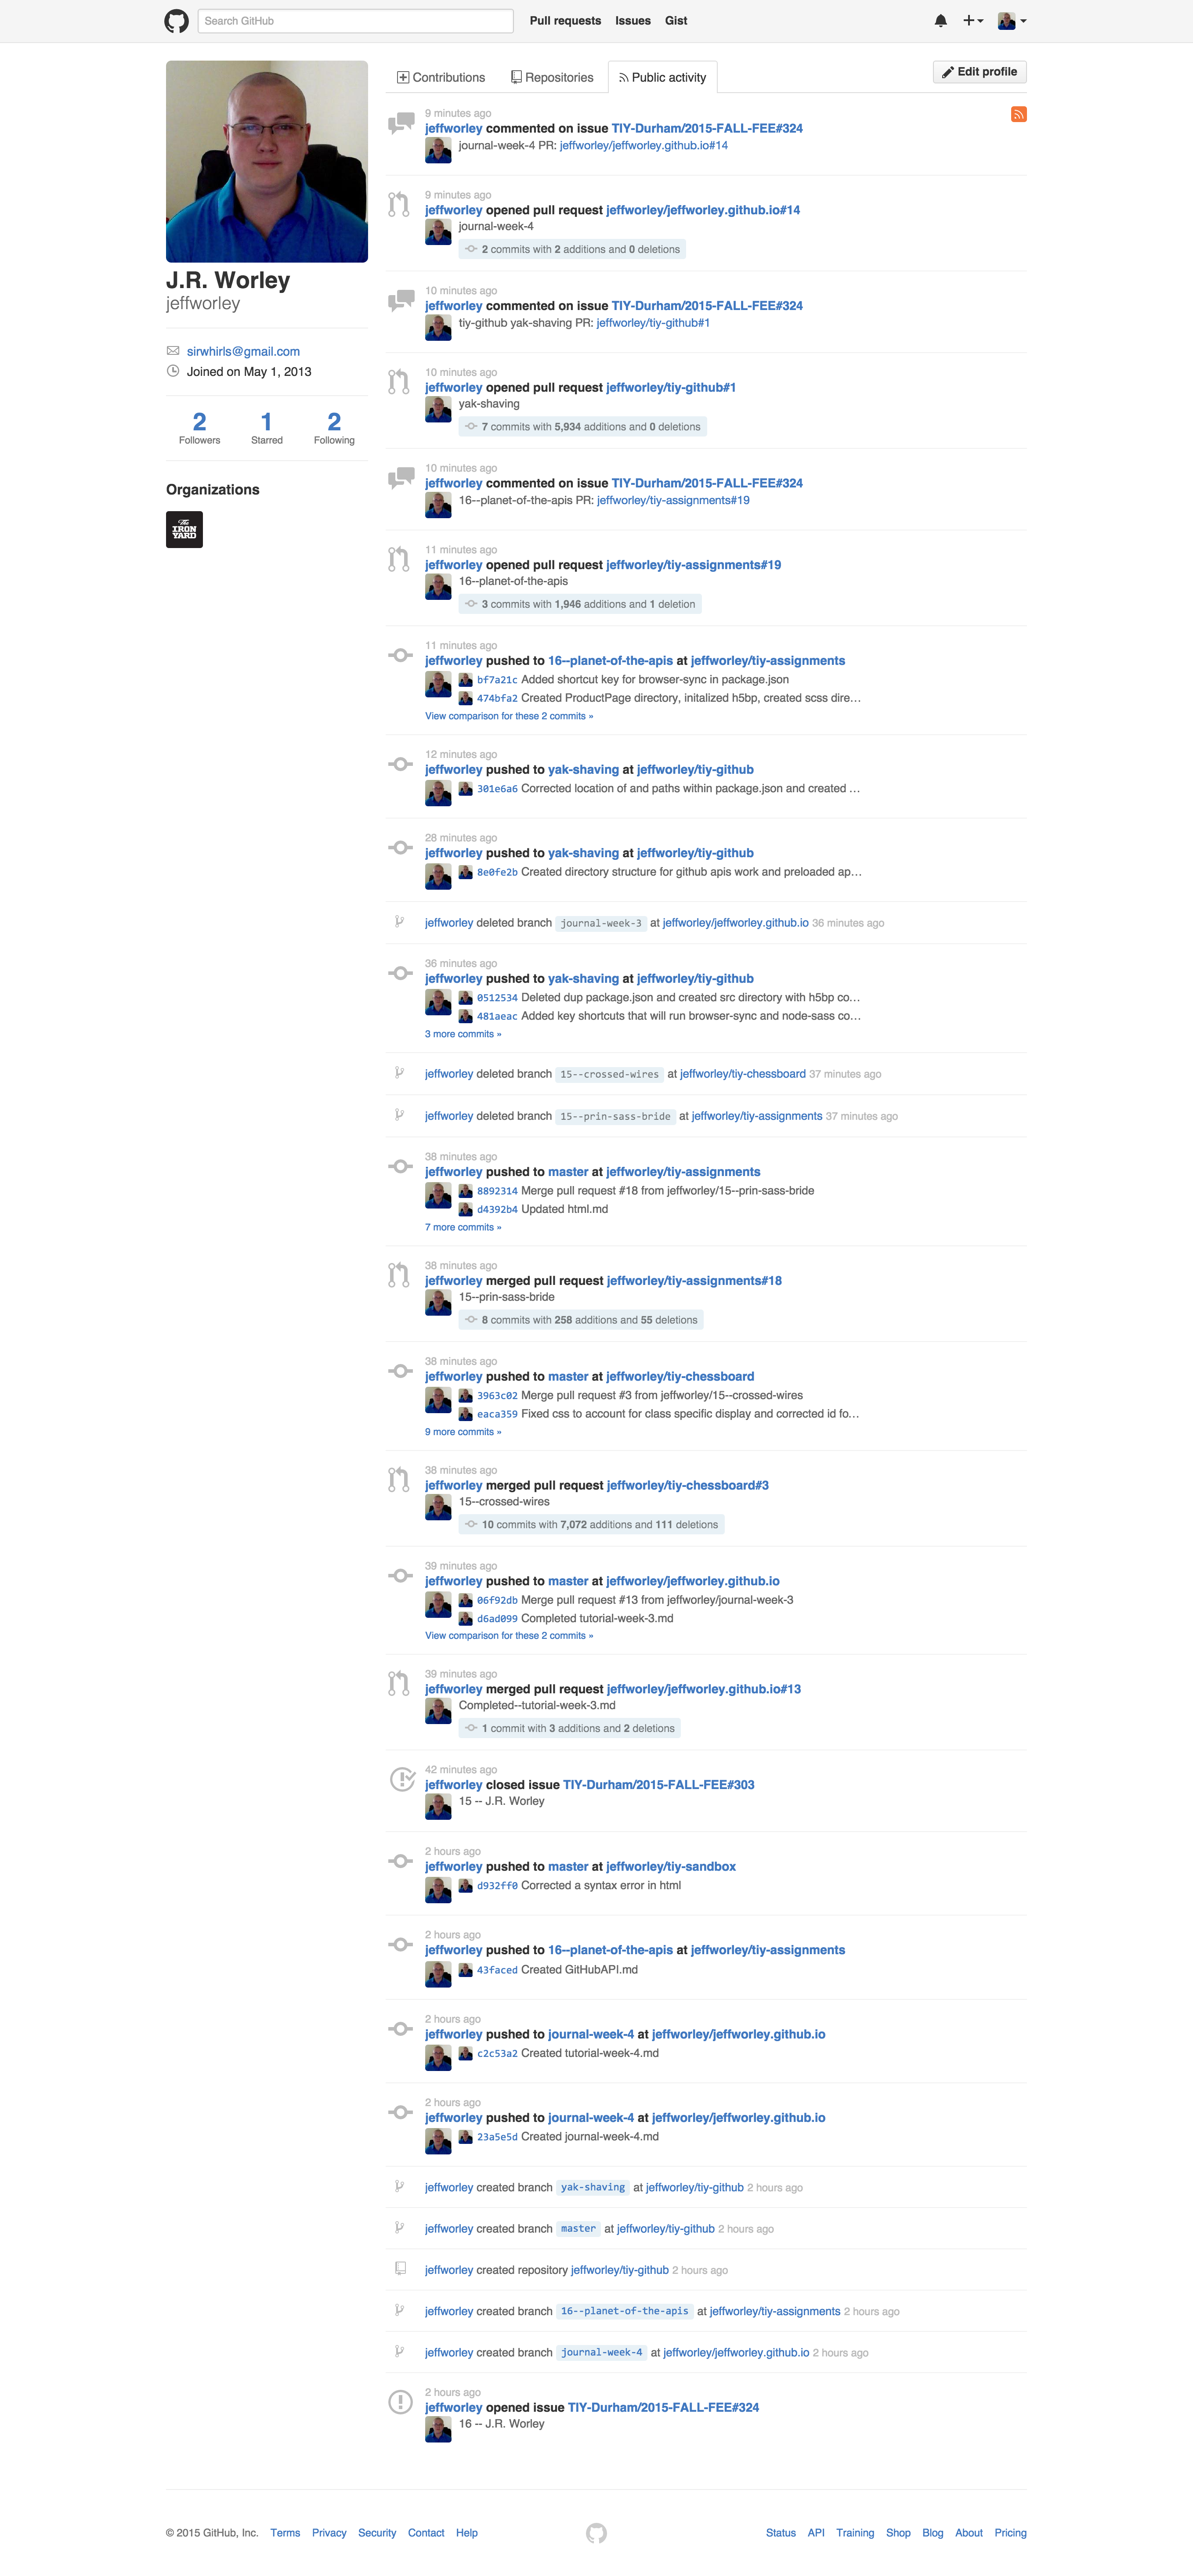 Search GitHub
Pull requests Issues Gist
Contributions Repositories Public activity Edit profile
J.R. Worley
jeffworley
sirwhirls@gmail.com
Joined on May 1, 2013
2 1 2
Followers Starred Following
Organizations
The
IRON
YARD
9 minutes ago
jeffworley commented on issue TIY-Durham/2015-FALL-FEE#324
journal-week-4 PR: jeffworley/jeffworley.github.io#14
9 minutes ago
jeffworley opened pull request jeffworley/jeffworley.github.io#14
journal-week-4
2 commits with 2 additions and 0 deletions
10 minutes ago
jeffworley commented on issue TIY-Durham/2015-FALL-FEE#324
tiy-github yak-shaving PR: jeffworley/tiy-github#1
10 minutes ago
jeffworley opened pull request jeffworley/tiy-github#1
yak-shaving
7 commits with 5,934 additions and 0 deletions
10 minutes ago
jeffworley commented on issue TIY-Durham/2015-FALL-FEE#324
16--planet-of-the-apis PR: jeffworley/tiy-assignments#19
11 minutes ago
jeffworley opened pull request jeffworley/tiy-assignments#19
16--planet-of-the-apis
3 commits with 1,946 additions and 1 deletion
11 minutes ago
jeffworley pushed to 16--planet-of-the-apis at jeffworley/tiy-assignments
bf7a21c Added shortcut key for browser-sync in package.json
474bfa2 Created ProductPage directory, initalized h5bp, created scss dire…
View comparison for these 2 commits »
12 minutes ago
jeffworley pushed to yak-shaving at jeffworley/tiy-github
301e6a6 Corrected location of and paths within package.json and created …
28 minutes ago
jeffworley pushed to yak-shaving at jeffworley/tiy-github
8e0fe2b Created directory structure for github apis work and preloaded ap…
jeffworley deleted branch journal-week-3 at jeffworley/jeffworley.github.io 36 minutes ago
36 minutes ago
jeffworley pushed to yak-shaving at jeffworley/tiy-github
0512534 Deleted dup package.json and created src directory with h5bp co…
481aeac Added key shortcuts that will run browser-sync and node-sass co…
3 more commits »
jeffworley deleted branch 15--crossed-wires at jeffworley/tiy-chessboard 37 minutes ago
jeffworley deleted branch 15--prin-sass-bride at jeffworley/tiy-assignments 37 minutes ago
38 minutes ago
jeffworley pushed to master at jeffworley/tiy-assignments
8892314 Merge pull request #18 from jeffworley/15--prin-sass-bride
d4392b4 Updated html.md
7 more commits »
38 minutes ago
jeffworley merged pull request jeffworley/tiy-assignments#18
15--prin-sass-bride
8 commits with 258 additions and 55 deletions
38 minutes ago
jeffworley pushed to master at jeffworley/tiy-chessboard
3963c02 Merge pull request #3 from jeffworley/15--crossed-wires
eaca359 Fixed css to account for class specific display and corrected id fo…
9 more commits »
38 minutes ago
jeffworley merged pull request jeffworley/tiy-chessboard#3
15--crossed-wires
10 commits with 7,072 additions and 111 deletions
39 minutes ago
jeffworley pushed to master at jeffworley/jeffworley.github.io
06f92db Merge pull request #13 from jeffworley/journal-week-3
d6ad099 Completed tutorial-week-3.md
View comparison for these 2 commits »
39 minutes ago
jeffworley merged pull request jeffworley/jeffworley.github.io#13
Completed--tutorial-week-3.md
1 commit with 3 additions and 2 deletions
42 minutes ago
jeffworley closed issue TIY-Durham/2015-FALL-FEE#303
15 -- J.R. Worley
2 hours ago
jeffworley pushed to master at jeffworley/tiy-sandbox
d932ff0 Corrected a syntax error in html
2 hours ago
jeffworley pushed to 16--planet-of-the-apis at jeffworley/tiy-assignments
43faced Created GitHubAPI.md
2 hours ago
jeffworley pushed to journal-week-4 at jeffworley/jeffworley.github.io
c2c53a2 Created tutorial-week-4.md
2 hours ago
jeffworley pushed to journal-week-4 at jeffworley/jeffworley.github.io
23a5e5d Created journal-week-4.md
jeffworley created branch yak-shaving at jeffworley/tiy-github 2 hours ago
jeffworley created branch master at jeffworley/tiy-github 2 hours ago
jeffworley created repository jeffworley/tiy-github 2 hours ago
jeffworley created branch 16--planet-of-the-apis at jeffworley/tiy-assignments 2 hours ago
jeffworley created branch journal-week-4 at jeffworley/jeffworley.github.io 2 hours ago
2 hours ago
jeffworley opened issue TIY-Durham/2015-FALL-FEE#324
16 -- J.R. Worley
© 2015 GitHub, Inc. Terms Privacy Security Contact Help Status API Training Shop Blog About Pricing